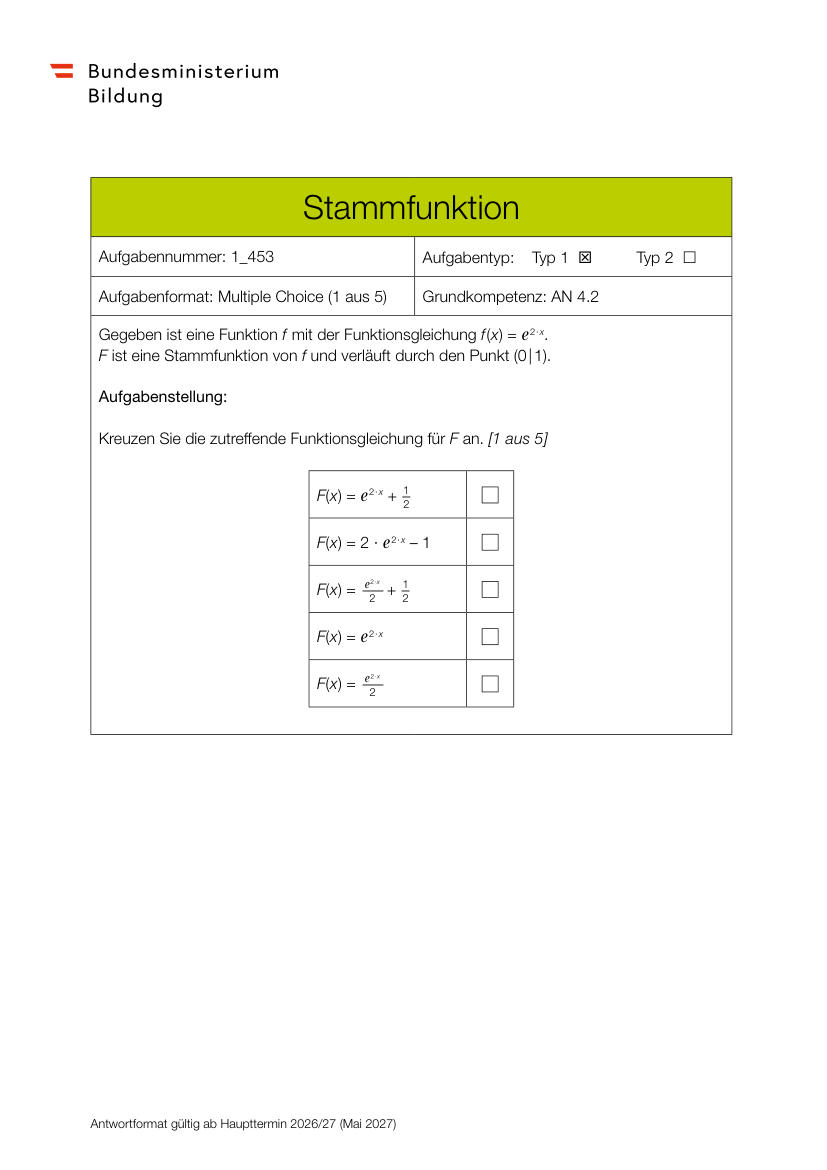 Bundesministerium
Bildung
Stammfunktion
Aufgabennummer: 1_453
Aufgabentyp: Typ 1 ☒ Typ 2 ☐
Aufgabenformat: Multiple Choice (1 aus 5)
Grundkompetenz: AN 4.2
Gegeben ist eine Funktion f mit der Funktionsgleichung f(x) = e^(2·x).
F ist eine Stammfunktion von f und verläuft durch den Punkt (0|1).
Aufgabenstellung:
Kreuzen Sie die zutreffende Funktionsgleichung für F an. [1 aus 5]
F(x) = e^(2·x) + 1/2 ☐
F(x) = 2 · e^(2·x) – 1 ☐
F(x) = e^(2·x)/2 + 1/2 ☐
F(x) = e^(2·x) ☐
F(x) = e^(2·x)/2 ☐
Antwortformat gültig ab Haupttermin 2026/27 (Mai 2027)